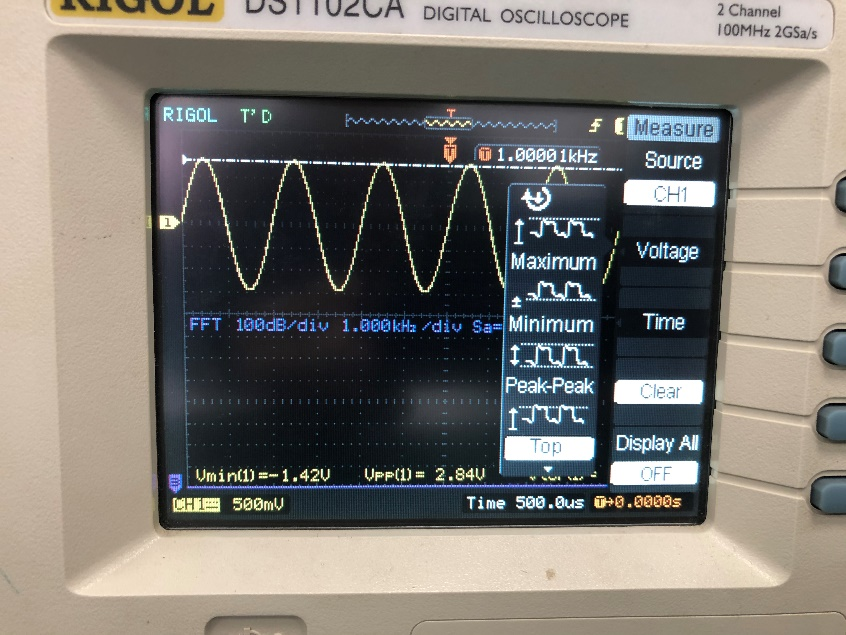 RIGOL DS1102CA DIGITAL OSCILLOSCOPE
2 Channel
100MHz 2GSa/s
RIGOL T'D T Measure
T 1.00001kHz
Source
CH1
1
Voltage
Maximum
Minimum
Time
FFT 100dB/div 1.000kHz/div Sa=
Peak-Peak
Clear
Top
Display All
OFF
Vmin(1)=-1.42V Vpp(1)= 2.84V
CH1 500mV Time 500.0us T→0.0000s